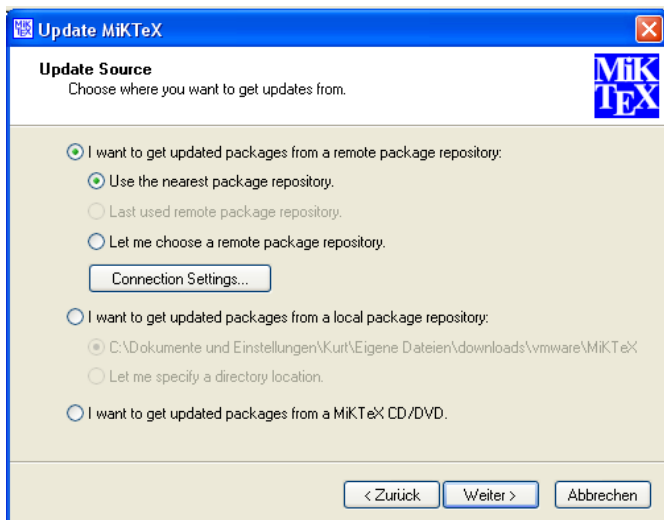 Update MiKTeX
Update Source
Choose where you want to get updates from.
MiK
TEX
I want to get updated packages from a remote package repository:
Use the nearest package repository.
Last used remote package repository.
Let me choose a remote package repository.
Connection Settings...
I want to get updated packages from a local package repository:
C:\Dokumente und Einstellungen\Kurt\Eigene Dateien\downloads\vmware\MiKTeX
Let me specify a directory location.
I want to get updated packages from a MiKTeX CD/DVD.
< Zurück
Weiter >
Abbrechen